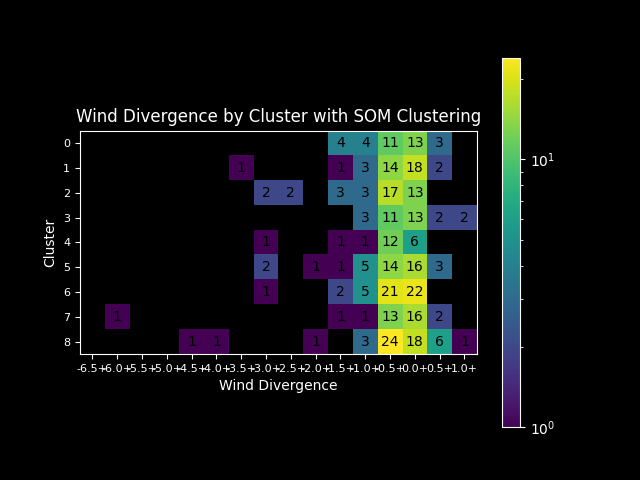 Wind Divergence by Cluster with SOM Clustering
0 4 4 11 13 3
1 1 1 3 14 18 2
2 2 2 3 3 17 13
3 3 11 13 2 2
4 1 1 1 12 6
5 2 1 1 5 14 16 3
6 1 2 5 21 22
7 1 1 1 13 16 2
8 1 1 1 3 24 18 6 1
Cluster
-6.5+ -6.0+ -5.5+ -5.0+ -4.5+ -4.0+ -3.5+ -3.0+ -2.5+ -2.0+ -1.5+ -1.0+ -0.5+ 0.0+ 0.5+ 1.0+
Wind Divergence
10¹
10⁰